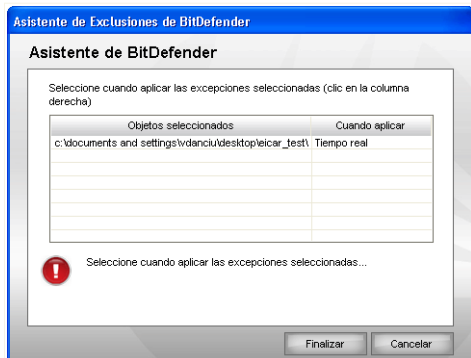 Asistente de Exclusiones de BitDefender
Asistente de BitDefender
Seleccione cuando aplicar las excepciones seleccionadas (clic en la columna
derecha)
Objetos seleccionados Cuando aplicar
c:\documents and settings\vdanciu\desktop\eicar_test\ Tiempo real
Seleccione cuando aplicar las excepciones seleccionadas...
Finalizar Cancelar